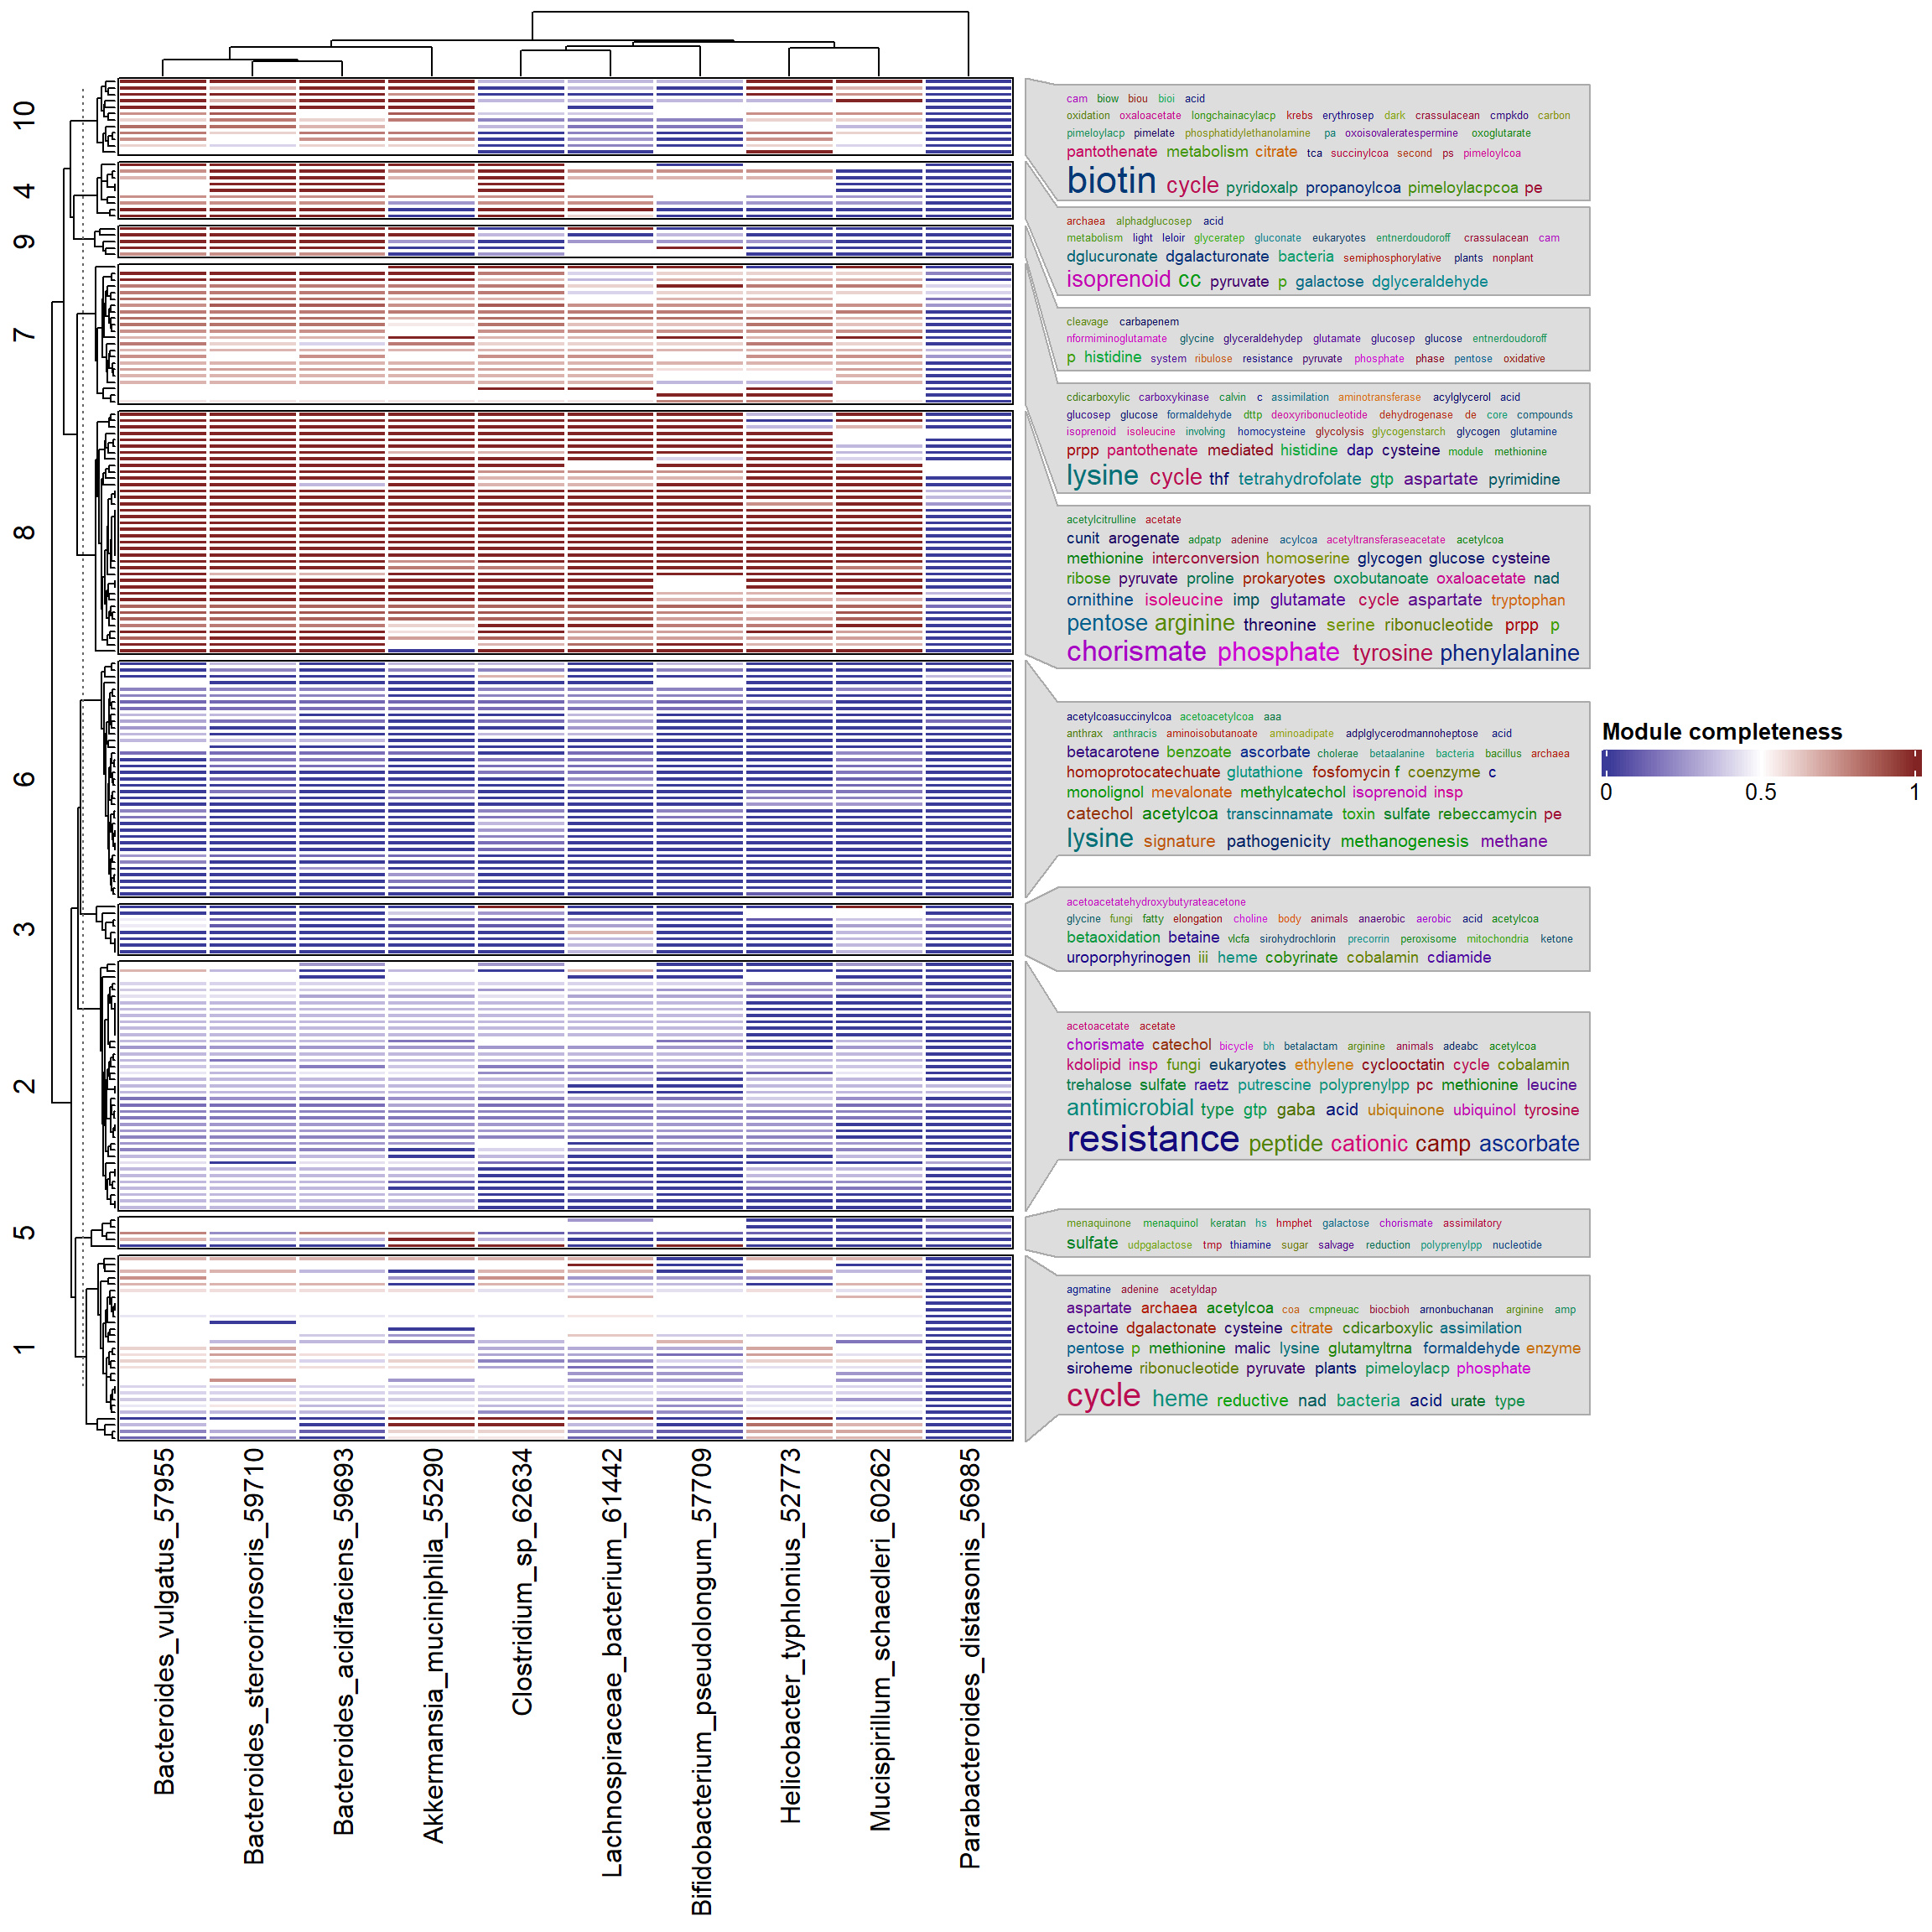 10
4
9
7
8
6
3
2
5
1
cam biow biou bioi acid
oxidation oxaloacetate longchainacylacp krebs erythrosep dark crassulacean cmpkdo carbon
pimeloylacp pimelate phosphatidylethanolamine pa oxoisovaleratespermine oxoglutarate
pantothenate metabolism citrate tca succinylcoa second ps pimeloylcoa
biotin cycle pyridoxalp propanoylcoa pimeloylacpcoa pe
archaea alphadglucosep acid
metabolism light leloir glyceratep gluconate eukaryotes entnerdoudoroff crassulacean cam
dglucuronate dgalacturonate bacteria semiphosphorylative plants nonplant
isoprenoid cc pyruvate p galactose dglyceraldehyde
cleavage carbapenem
nformiminoglutamate glycine glyceraldehydep glutamate glucosep glucose entnerdoudoroff
p histidine system ribulose resistance pyruvate phosphate phase pentose oxidative
cdicarboxylic carboxykinase calvin c assimilation aminotransferase acylglycerol acid
glucosep glucose formaldehyde dttp deoxyribonucleotide dehydrogenase de core compounds
isoprenoid isoleucine involving homocysteine glycolysis glycogenstarch glycogen glutamine
prpp pantothenate mediated histidine dap cysteine module methionine
lysine cycle thf tetrahydrofolate gtp aspartate pyrimidine
acetylcitrulline acetate
cunit arogenate adpatp adenine acylcoa acetyltransferaseacetate acetylcoa
methionine interconversion homoserine glycogen glucose cysteine
ribose pyruvate proline prokaryotes oxobutanoate oxaloacetate nad
ornithine isoleucine imp glutamate cycle aspartate tryptophan
pentose arginine threonine serine ribonucleotide prpp p
chorismate phosphate tyrosine phenylalanine
acetylcoasuccinylcoa acetoacetylcoa aaa
anthrax anthracis aminoisobutanoate aminoadipate adplglycerodmannoheptose acid
betacarotene benzoate ascorbate cholerae betaalanine bacteria bacillus archaea
homoprotocatechuate glutathione fosfomycin f coenzyme c
monolignol mevalonate methylcatechol isoprenoid insp
catechol acetylcoa transcinnamate toxin sulfate rebeccamycin pe
lysine signature pathogenicity methanogenesis methane
acetoacetatehydroxybutyrateacetone
glycine fungi fatty elongation choline body animals anaerobic aerobic acid acetylcoa
betaoxidation betaine vlcfa sirohydrochlorin precorrin peroxisome mitochondria ketone
uroporphyrinogen iii heme cobyrinate cobalamin cdiamide
acetoacetate acetate
chorismate catechol bicycle bh betalactam arginine animals adeabc acetylcoa
kdolipid insp fungi eukaryotes ethylene cyclooctatin cycle cobalamin
trehalose sulfate raetz putrescine polyprenylpp pc methionine leucine
antimicrobial type gtp gaba acid ubiquinone ubiquinol tyrosine
resistance peptide cationic camp ascorbate
menaquinone menaquinol keratan hs hmphet galactose chorismate assimilatory
sulfate udpgalactose tmp thiamine sugar salvage reduction polyprenylpp nucleotide
agmatine adenine acetyldap
aspartate archaea acetylcoa coa cmpneuac biocbioh arnonbuchanan arginine amp
ectoine dgalactonate cysteine citrate cdicarboxylic assimilation
pentose p methionine malic lysine glutamyltrna formaldehyde enzyme
siroheme ribonucleotide pyruvate plants pimeloylacp phosphate
cycle heme reductive nad bacteria acid urate type
Module completeness
0 0.5 1
Bacteroides_vulgatus_57955
Bacteroides_stercorirosoris_59710
Bacteroides_acidifaciens_59693
Akkermansia_muciniphila_55290
Clostridium_sp_62634
Lachnospiraceae_bacterium_61442
Bifidobacterium_pseudolongum_57709
Helicobacter_typhlonius_52773
Mucispirillum_schaedleri_60262
Parabacteroides_distasonis_56985